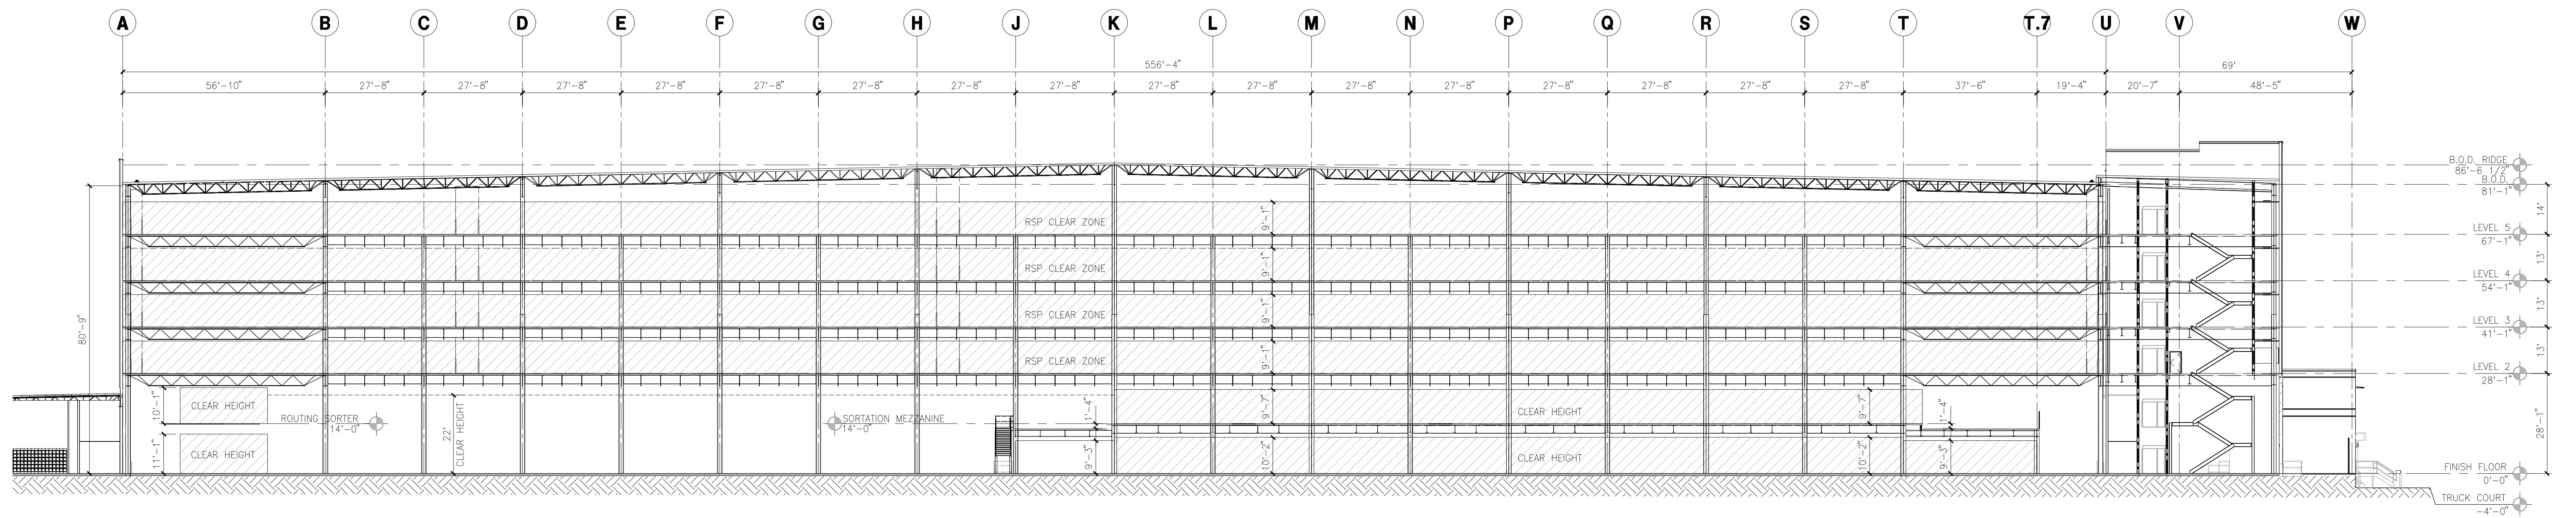 A B C D E F G H J K L M N P Q R S T T.7 U V W
556'-4" 69'
56'-10" 27'-8" 27'-8" 27'-8" 27'-8" 27'-8" 27'-8" 27'-8" 27'-8" 27'-8" 27'-8" 27'-8" 27'-8" 27'-8" 27'-8" 27'-8" 27'-8" 37'-6" 19'-4" 20'-7" 48'-5"
B.O.D. RIDGE
86'-6 1/2"
B.O.D.
81'-1"
14'
RSP CLEAR ZONE 9'-1"
LEVEL 5
67'-1"
13'
RSP CLEAR ZONE 9'-1"
LEVEL 4
54'-1"
13'
RSP CLEAR ZONE 9'-1"
80'-9"
LEVEL 3
41'-1"
13'
RSP CLEAR ZONE 9'-1"
LEVEL 2
28'-1"
10'-1" CLEAR HEIGHT
ROUTING SORTER
14'-0"
22'
CLEAR HEIGHT
SORTATION MEZZANINE
14'-0"
1'-4" 9'-7" CLEAR HEIGHT 9'-7" 1'-4"
28'-1"
11'-1" CLEAR HEIGHT
9'-3" 10'-2" CLEAR HEIGHT 10'-2" 9'-3"
FINISH FLOOR
0'-0"
TRUCK COURT
-4'-0"